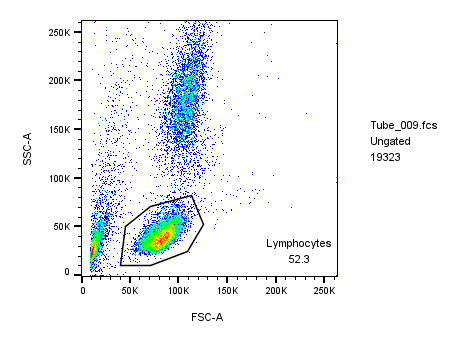 250K
200K
150K
100K
50K
0
SSC-A
0 50K 100K 150K 200K 250K
FSC-A
Lymphocytes
52.3
Tube_009.fcs
Ungated
19323